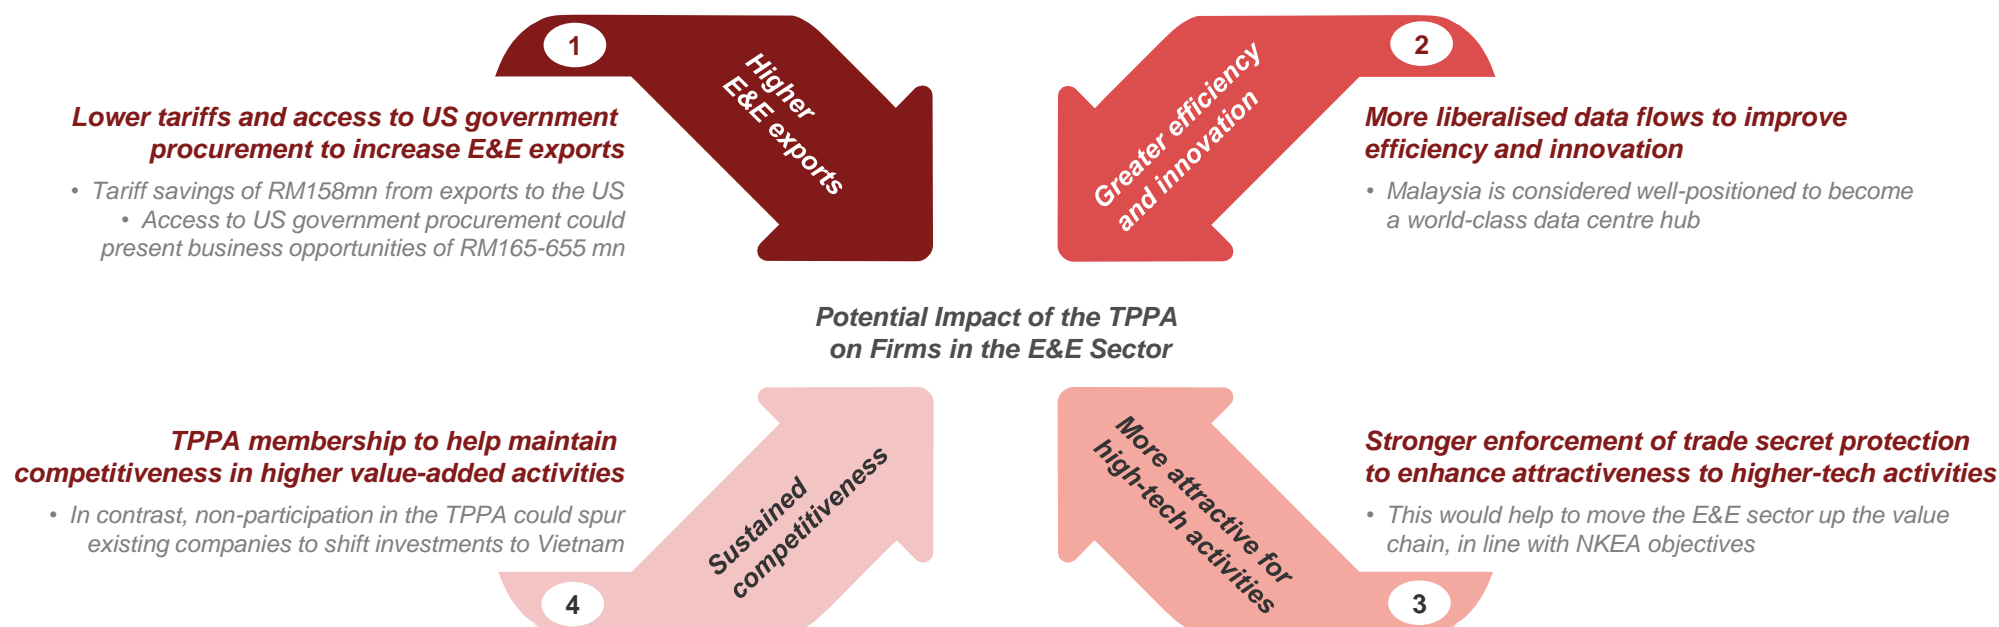 1
Higher
E&E exports
Lower tariffs and access to US government
procurement to increase E&E exports
• Tariff savings of RM158mn from exports to the US
• Access to US government procurement could
present business opportunities of RM165-655 mn
2
Greater efficiency
and innovation
More liberalised data flows to improve
efficiency and innovation
• Malaysia is considered well-positioned to become
a world-class data centre hub
Potential Impact of the TPPA
on Firms in the E&E Sector
TPPA membership to help maintain
competitiveness in higher value-added activities
• In contrast, non-participation in the TPPA could spur
existing companies to shift investments to Vietnam
Sustained
competitiveness
4
More attractive for
high-tech activities
Stronger enforcement of trade secret protection
to enhance attractiveness to higher-tech activities
• This would help to move the E&E sector up the value
chain, in line with NKEA objectives
3